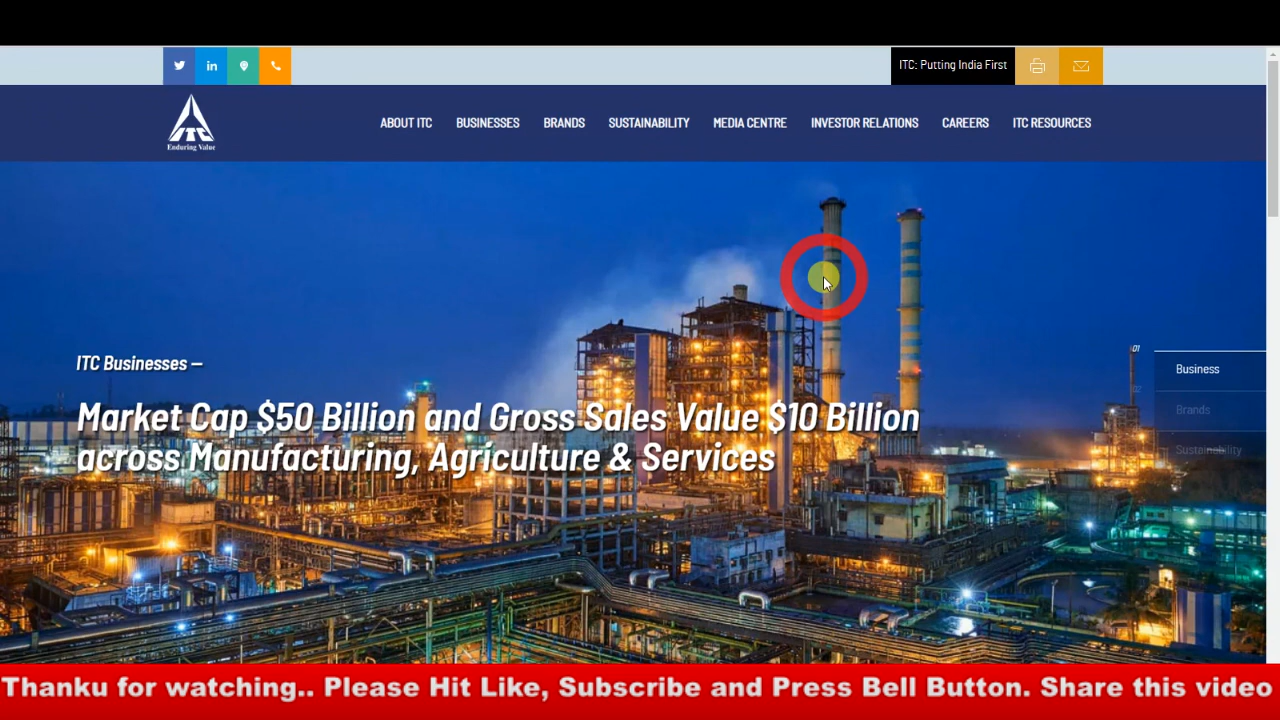 ITC: Putting India First
ITC
Enduring Value
ABOUT ITC BUSINESSES BRANDS SUSTAINABILITY MEDIA CENTRE INVESTOR RELATIONS CAREERS ITC RESOURCES
ITC Businesses –
Market Cap $50 Billion and Gross Sales Value $10 Billion
across Manufacturing, Agriculture & Services
01
Business
02
Brands
Sustainability
Thanku for watching.. Please Hit Like, Subscribe and Press Bell Button. Share this video